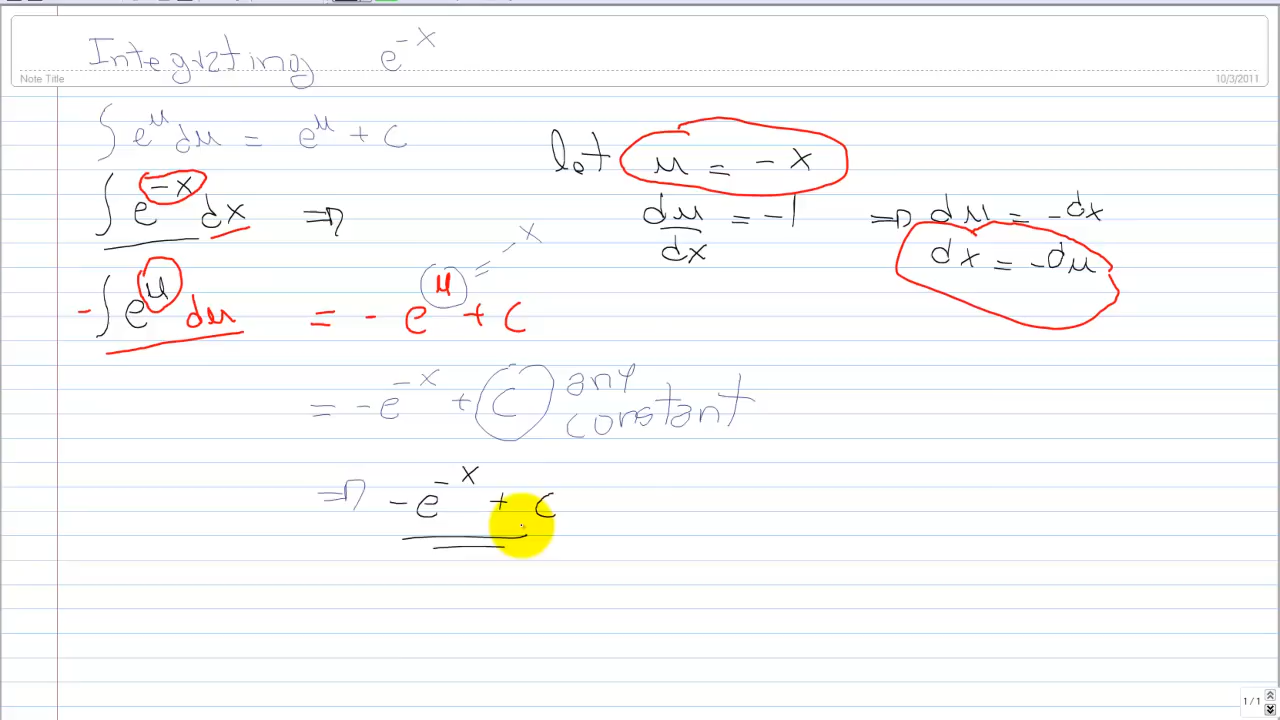 Integrating e^-x
Note Title
10/3/2011
∫ e^u du = e^u + c
let u = -x
∫ e^-x dx ⇒
du/dx = -1 ⇒ du = -dx
dx = -du
-∫ e^u du = - e^u + c
= -x
= -e^-x + C any constant
⇒ -e^-x + c
1/1